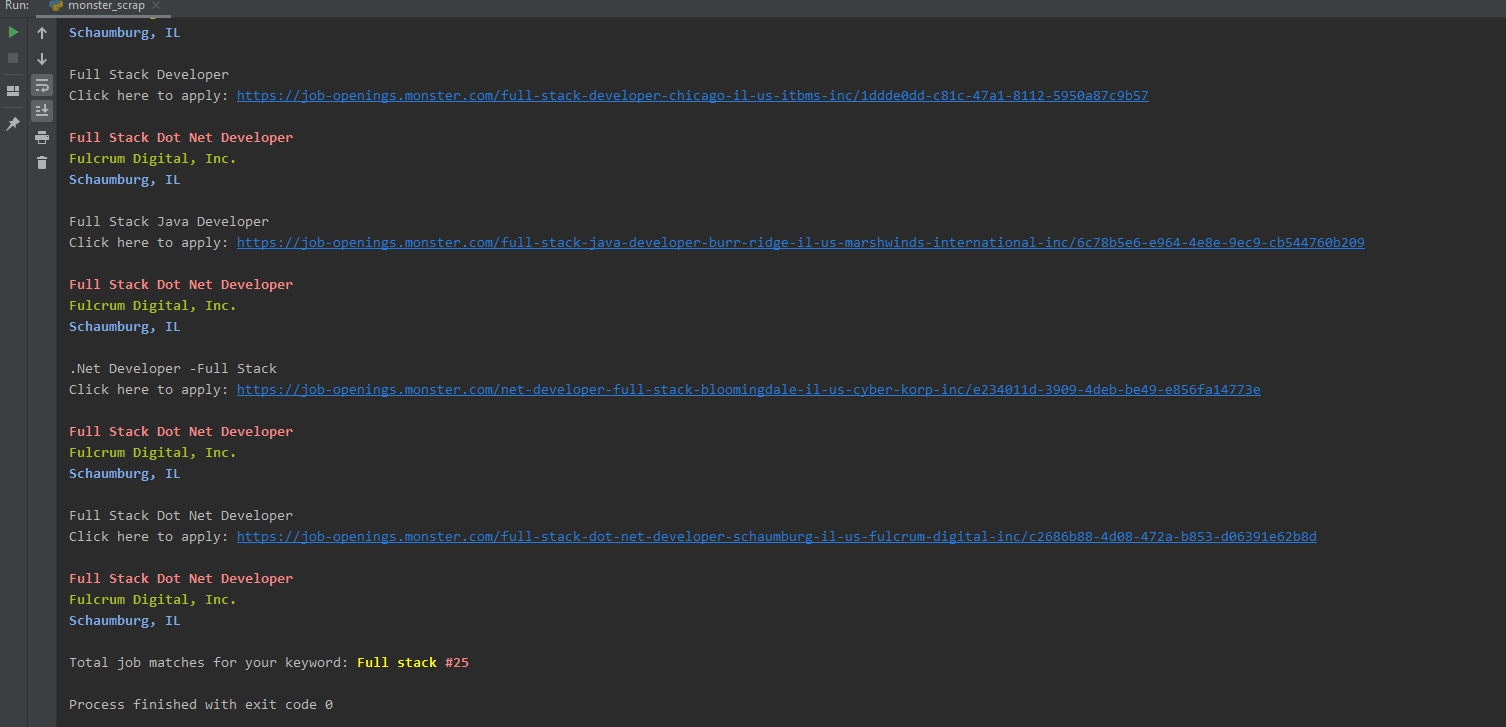 Run: monster_scrap
Schaumburg, IL
Full Stack Developer
Click here to apply: https://job-openings.monster.com/full-stack-developer-chicago-il-us-itbms-inc/1ddde0dd-c81c-47a1-8112-5950a87c9b57
Full Stack Dot Net Developer
Fulcrum Digital, Inc.
Schaumburg, IL
Full Stack Java Developer
Click here to apply: https://job-openings.monster.com/full-stack-java-developer-burr-ridge-il-us-marshwinds-international-inc/6c78b5e6-e964-4e8e-9ec9-cb544760b209
Full Stack Dot Net Developer
Fulcrum Digital, Inc.
Schaumburg, IL
.Net Developer -Full Stack
Click here to apply: https://job-openings.monster.com/net-developer-full-stack-bloomingdale-il-us-cyber-korp-inc/e234011d-3909-4deb-be49-e856fa14773e
Full Stack Dot Net Developer
Fulcrum Digital, Inc.
Schaumburg, IL
Full Stack Dot Net Developer
Click here to apply: https://job-openings.monster.com/full-stack-dot-net-developer-schaumburg-il-us-fulcrum-digital-inc/c2686b88-4d08-472a-b853-d06391e62b8d
Full Stack Dot Net Developer
Fulcrum Digital, Inc.
Schaumburg, IL
Total job matches for your keyword: Full stack #25
Process finished with exit code 0